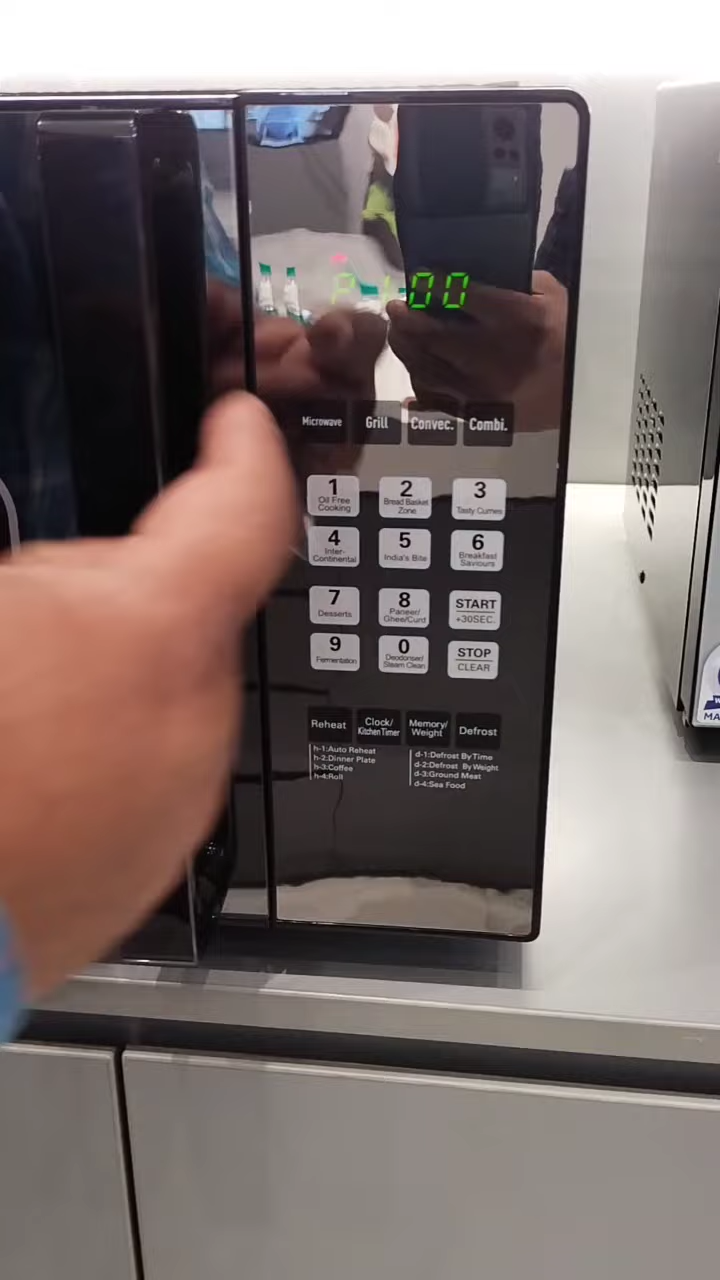 P1:00
Microwave Grill Convec. Combi.
1 2 3
Oil Free Cooking
Bread Basket Zone
Tasty Curries
4 5 6
Inter-Continental
India's Bite
Breakfast Saviours
7 8 START
Desserts
Paneer/Ghee/Curd
+30SEC.
9 0 STOP
Fermentation
Deodoriser/Steam Clean
CLEAR
Reheat Clock/Kitchen Timer Memory/Weight Defrost
h-1:Auto Reheat
h-2:Dinner Plate
h-3:Coffee
h-4:Roll
d-1:Defrost By Time
d-2:Defrost By Weight
d-3:Ground Meat
d-4:Sea Food